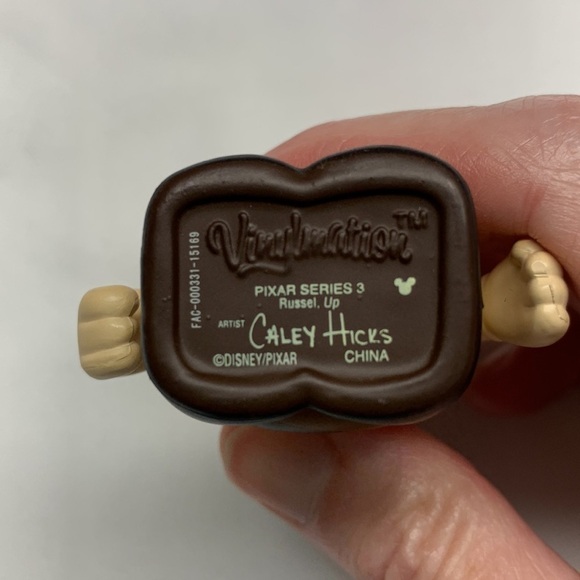 Vinylmation™
PIXAR SERIES 3
Russel, Up
ARTIST CALEY HICKS
©DISNEY/PIXAR CHINA
FAC-000331-15169